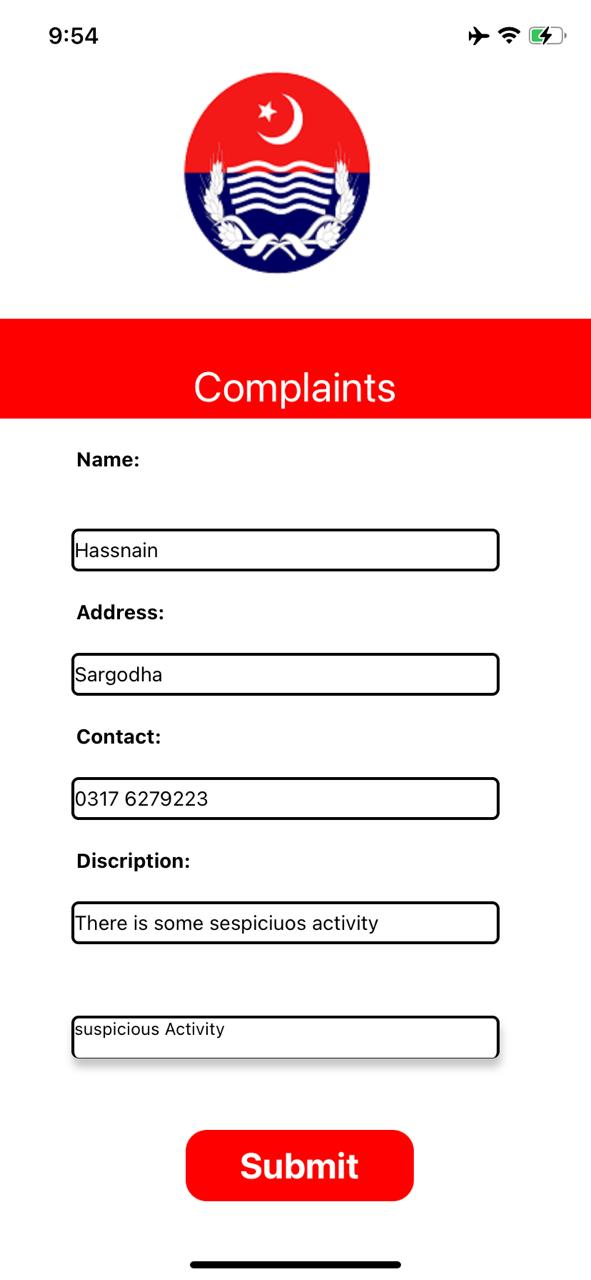 9:54
Complaints
Name:
Hassnain
Address:
Sargodha
Contact:
0317 6279223
Discription:
There is some sespiciuos activity
suspicious Activity
Submit